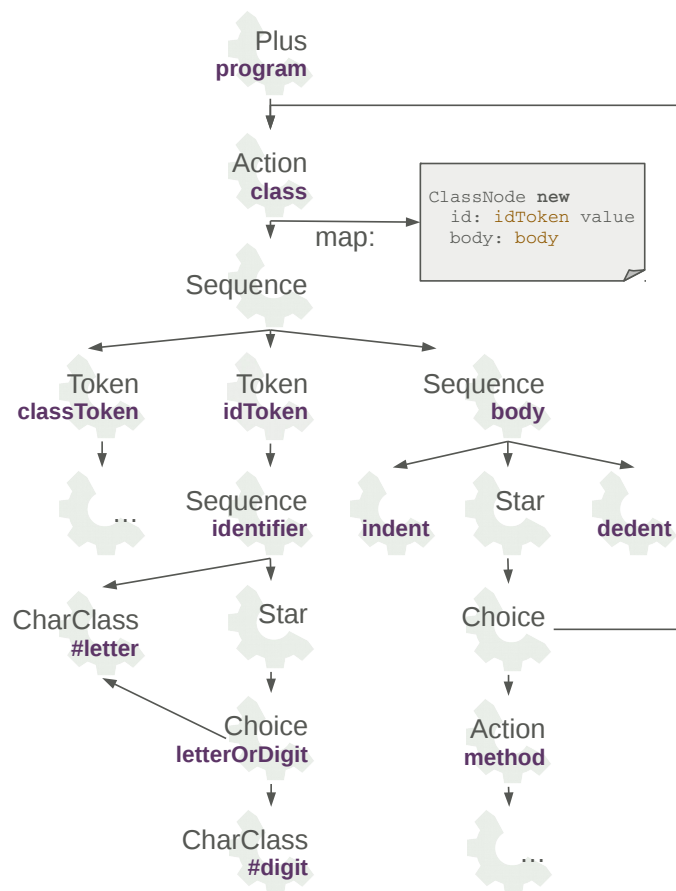 Plus
program
Action
class
map:
ClassNode new
id: idToken value
body: body
Sequence
Token
classToken
Token
idToken
Sequence
body
...
Sequence
identifier
indent
Star
dedent
CharClass
#letter
Star
Choice
Choice
letterOrDigit
Action
method
CharClass
#digit
...